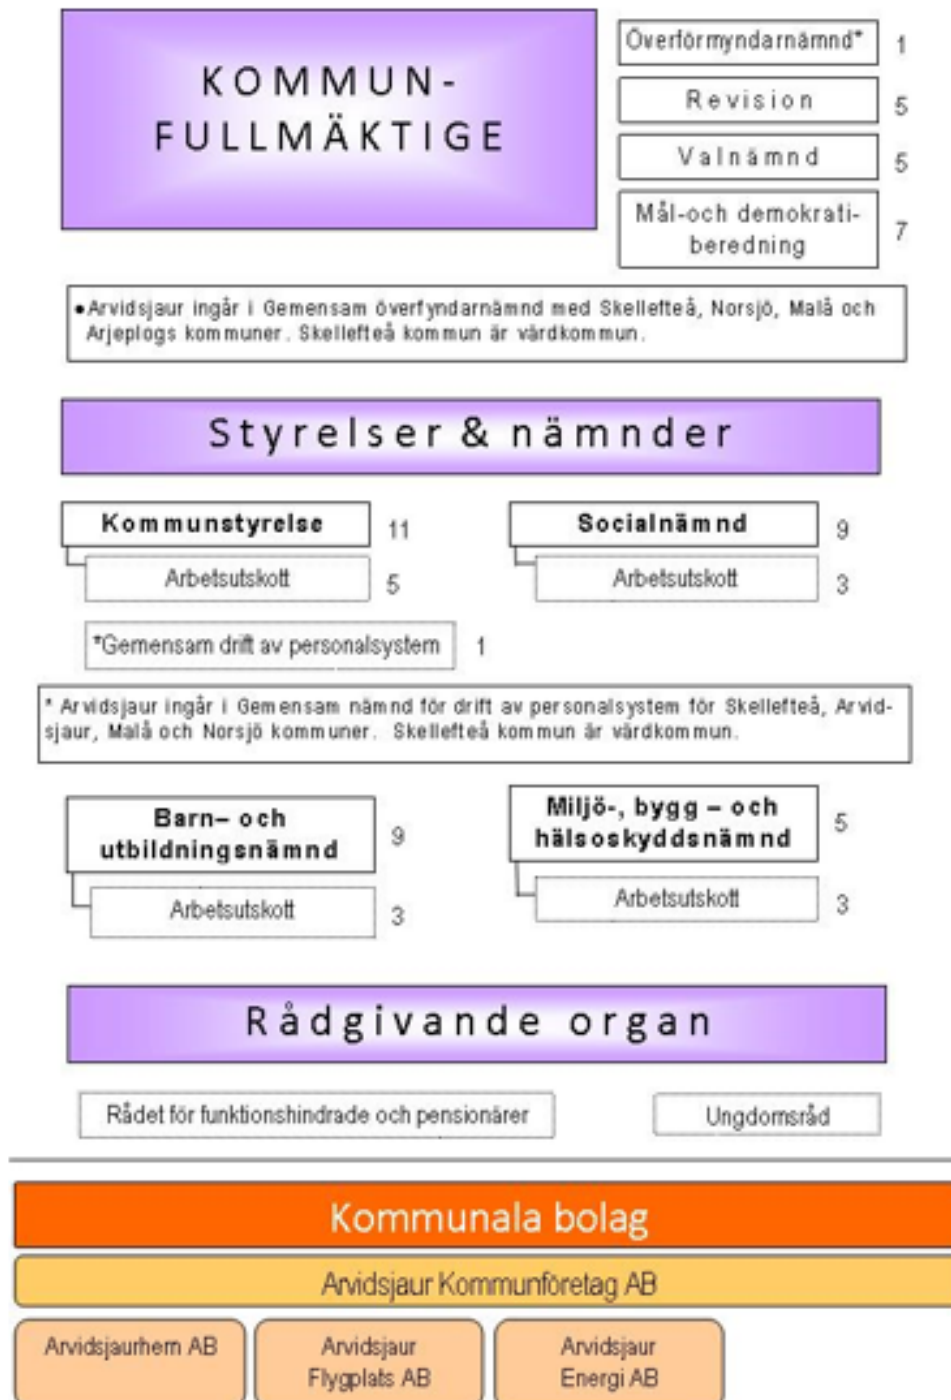 KOMMUN-
FULLMÄKTIGE
Överförmyndarnämnd* 1
Revision 5
Valnämnd 5
Mål-och demokrati-
beredning 7
•Arvidsjaur ingår i Gemensam överfyndarnämnd med Skellefteå, Norsjö, Malå och
Arjeplogs kommuner. Skellefteå kommun är värdkommun.
Styrelser & nämnder
Kommunstyrelse 11
Arbetsutskott 5
*Gemensam drift av personalsystem 1
Socialnämnd 9
Arbetsutskott 3
* Arvidsjaur ingår i Gemensam nämnd för drift av personalsystem för Skellefteå, Arvid-
sjaur, Malå och Norsjö kommuner. Skellefteå kommun är värdkommun.
Barn– och
utbildningsnämnd 9
Arbetsutskott 3
Miljö-, bygg – och
hälsoskyddsnämnd 5
Arbetsutskott 3
Rådgivande organ
Rådet för funktionshindrade och pensionärer
Ungdomsråd
Kommunala bolag
Arvidsjaur Kommunföretag AB
Arvidsjaurhem AB
Arvidsjaur
Flygplats AB
Arvidsjaur
Energi AB